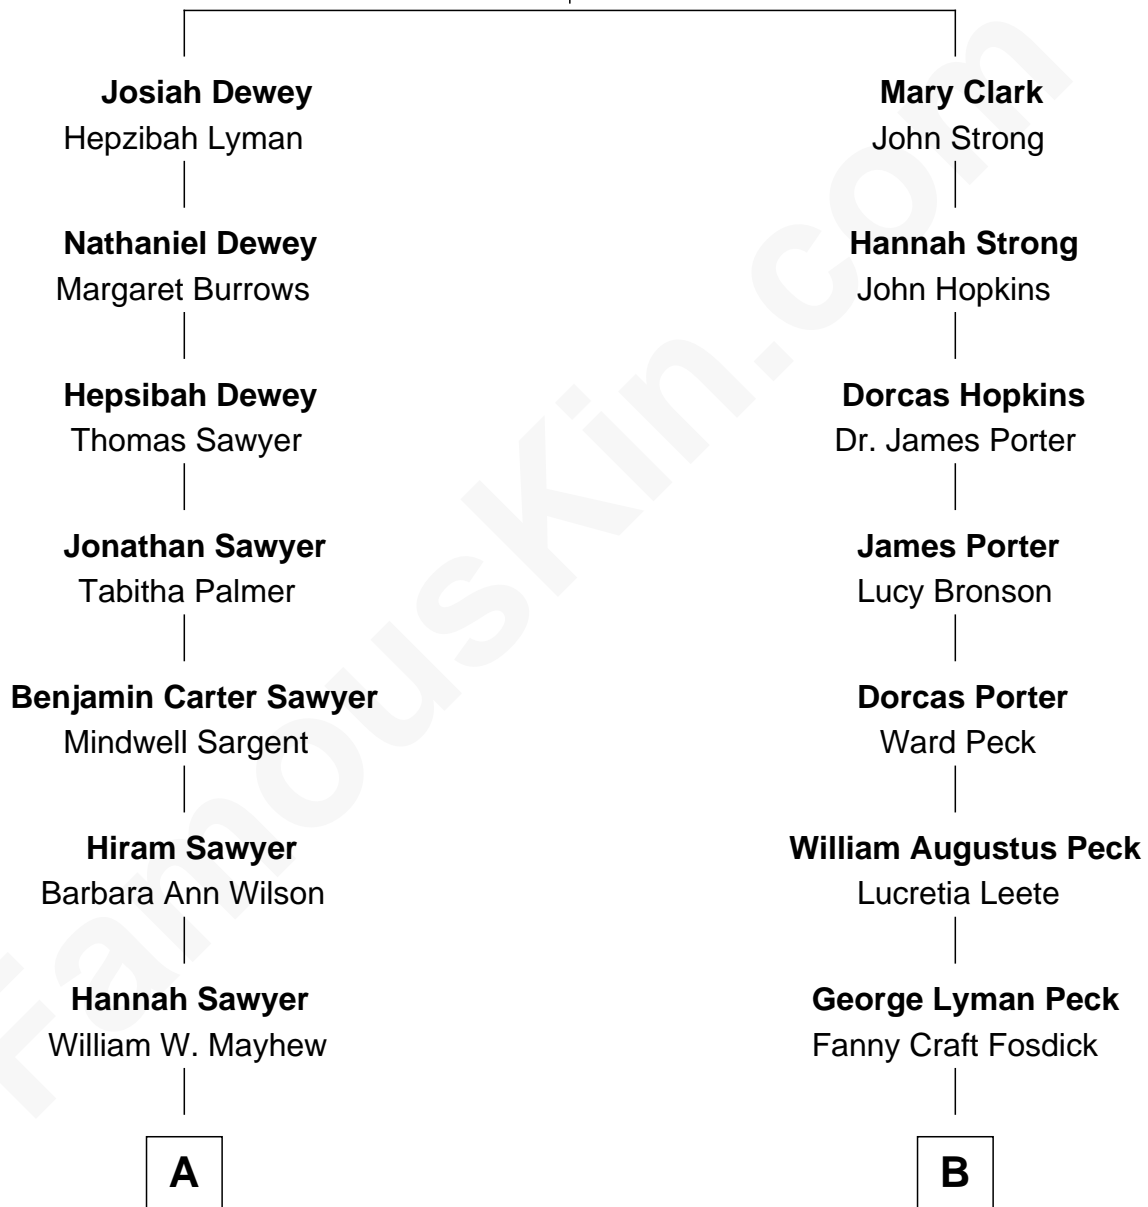 Josiah Dewey
Hepzibah Lyman
Nathaniel Dewey
Margaret Burrows
Hepsibah Dewey
Thomas Sawyer
Jonathan Sawyer
Tabitha Palmer
Benjamin Carter Sawyer
Mindwell Sargent
Hiram Sawyer
Barbara Ann Wilson
Hannah Sawyer
William W. Mayhew
A
Mary Clark
John Strong
Hannah Strong
John Hopkins
Dorcas Hopkins
Dr. James Porter
James Porter
Lucy Bronson
Dorcas Porter
Ward Peck
William Augustus Peck
Lucretia Leete
George Lyman Peck
Fanny Craft Fosdick
B
FamousKin.com